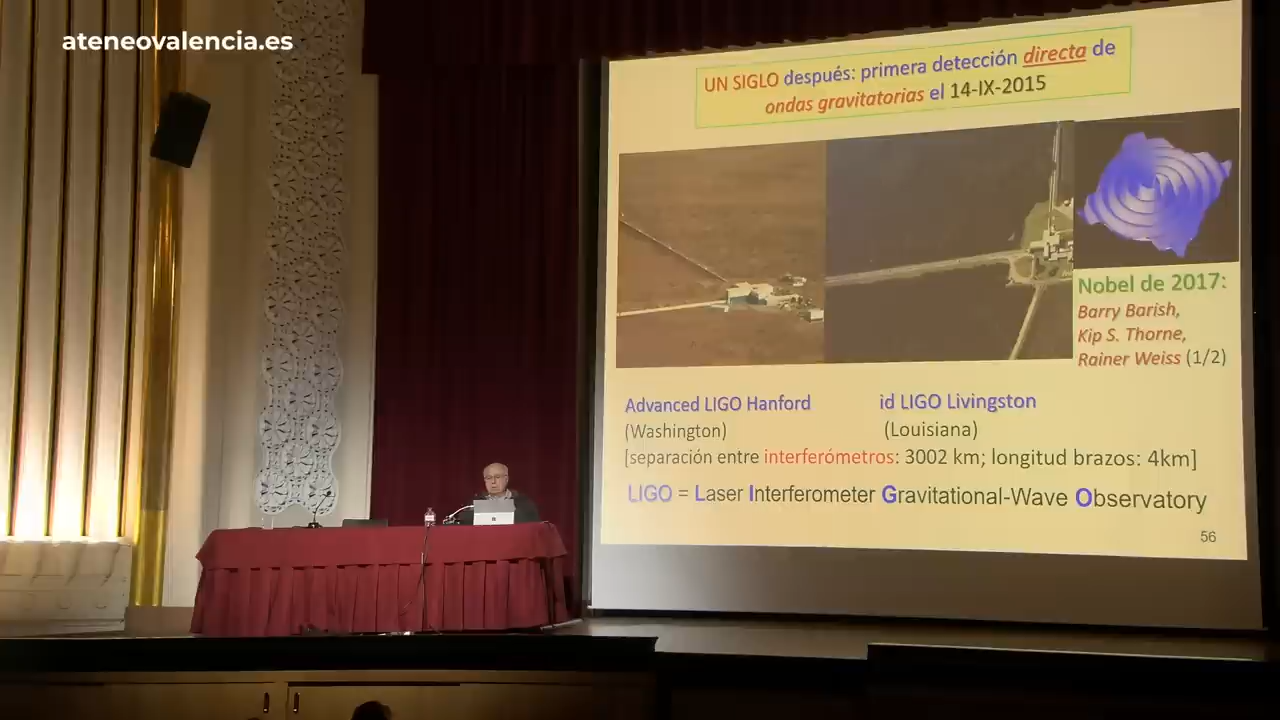 ateneovalencia.es
UN SIGLO después: primera detección directa de
ondas gravitatorias el 14-IX-2015
Nobel de 2017:
Barry Barish,
Kip S. Thorne,
Rainer Weiss (1/2)
Advanced LIGO Hanford
(Washington)
id LIGO Livingston
(Louisiana)
[separación entre interferómetros: 3002 km; longitud brazos: 4km]
LIGO = Laser Interferometer Gravitational-Wave Observatory
56